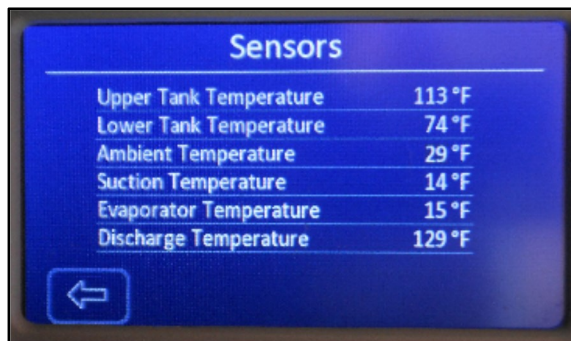 Sensors
Upper Tank Temperature 113 °F
Lower Tank Temperature 74 °F
Ambient Temperature 29 °F
Suction Temperature 14 °F
Evaporator Temperature 15 °F
Discharge Temperature 129 °F